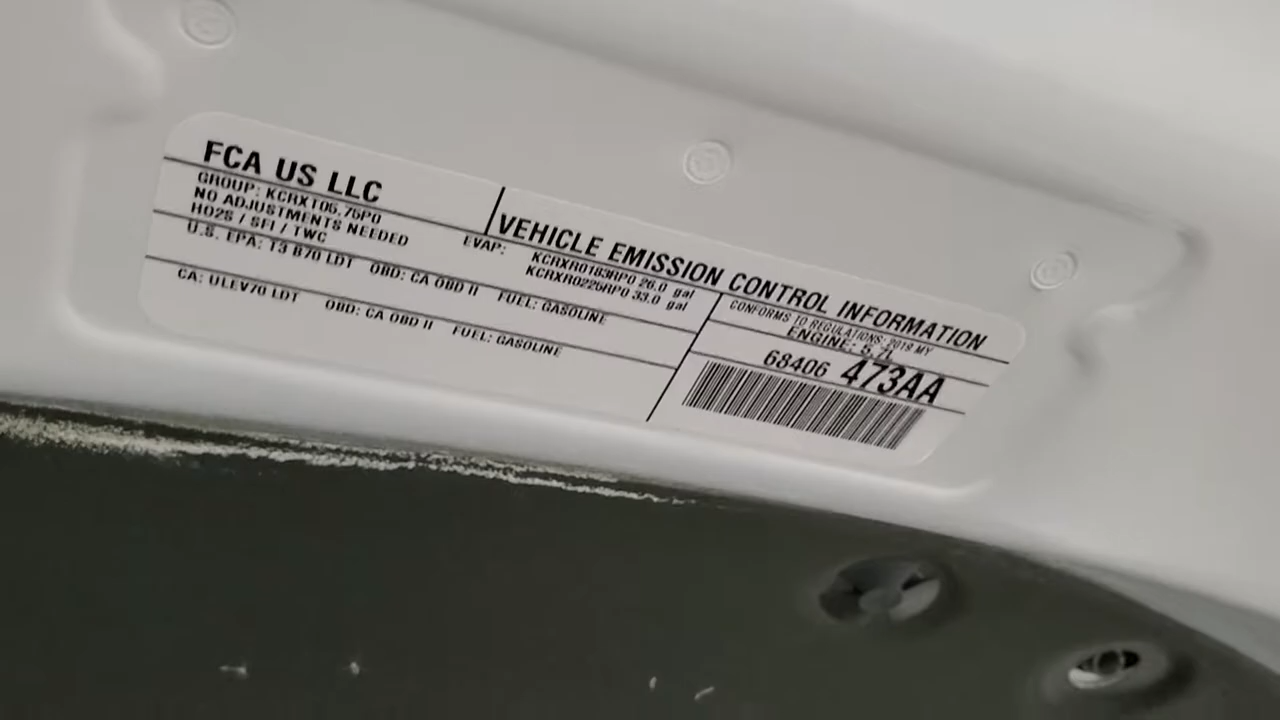 FCA US LLC
VEHICLE EMISSION CONTROL INFORMATION
GROUP: KCRXT05.75P0
NO ADJUSTMENTS NEEDED
HO2S / SFI / TWC
EVAP: KCRXR0183RP0 26.0 gal
KCRXR0225RP0 33.0 gal
CONFORMS TO REGULATIONS: 2019 MY
ENGINE: 5.7L
U.S. EPA: T3 B70 LDT OBD: CA OBD II FUEL: GASOLINE
CA: ULEV70 LDT OBD: CA OBD II FUEL: GASOLINE
68406 473AA